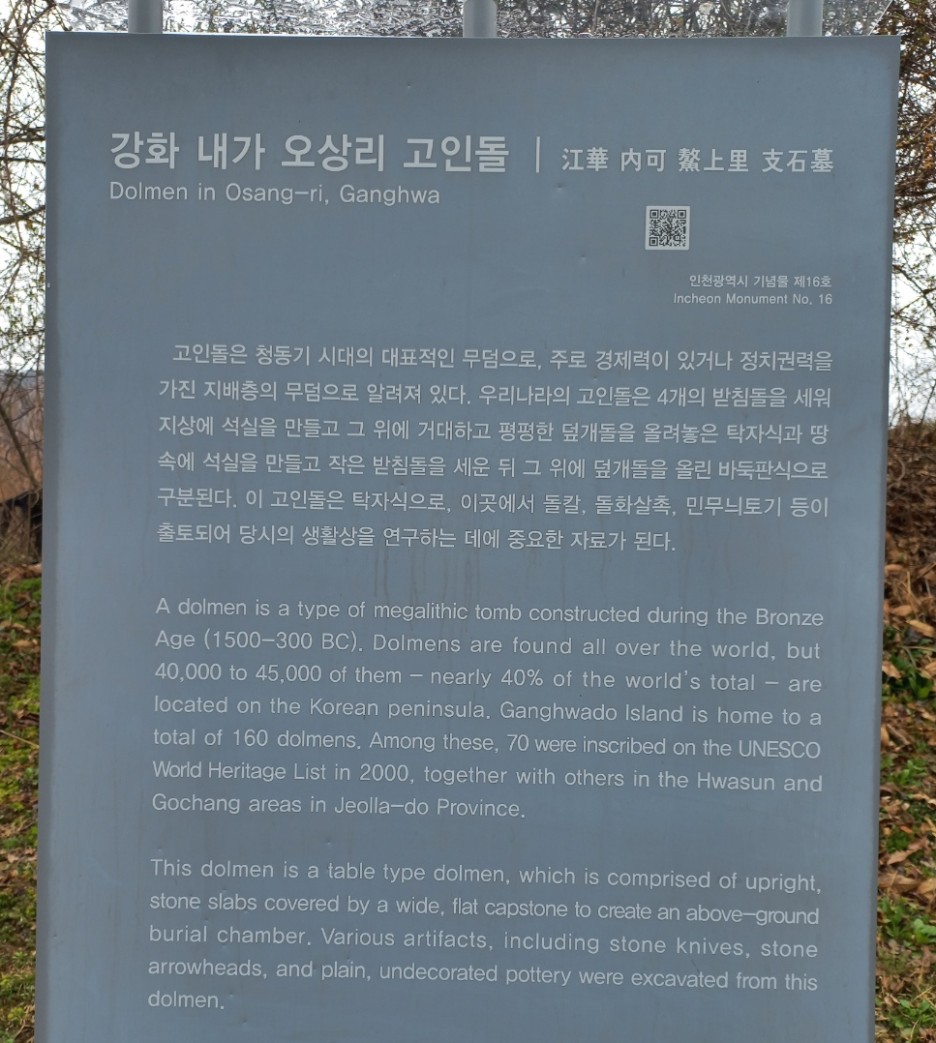 강화 내가 오상리 고인돌 | 江華 內可 鰲上里 支石墓
Dolmen in Osang-ri, Ganghwa
인천광역시 기념물 제16호
Incheon Monument No. 16
고인돌은 청동기 시대의 대표적인 무덤으로, 주로 경제력이 있거나 정치권력을
가진 지배층의 무덤으로 알려져 있다. 우리나라의 고인돌은 4개의 받침돌을 세워
지상에 석실을 만들고 그 위에 거대하고 평평한 덮개돌을 올려놓은 탁자식과 땅
속에 석실을 만들고 작은 받침돌을 세운 뒤 그 위에 덮개돌을 올린 바둑판식으로
구분된다. 이 고인돌은 탁자식으로, 이곳에서 돌칼, 돌화살촉, 민무늬토기 등이
출토되어 당시의 생활상을 연구하는 데에 중요한 자료가 된다.
A dolmen is a type of megalithic tomb constructed during the Bronze
Age (1500-300 BC). Dolmens are found all over the world, but
40,000 to 45,000 of them - nearly 40% of the world's total - are
located on the Korean peninsula. Ganghwado Island is home to a
total of 160 dolmens. Among these, 70 were inscribed on the UNESCO
World Heritage List in 2000, together with others in the Hwasun and
Gochang areas in Jeolla-do Province.
This dolmen is a table type dolmen, which is comprised of upright,
stone slabs covered by a wide, flat capstone to create an above-ground
burial chamber. Various artifacts, including stone knives, stone
arrowheads, and plain, undecorated pottery were excavated from this
dolmen.